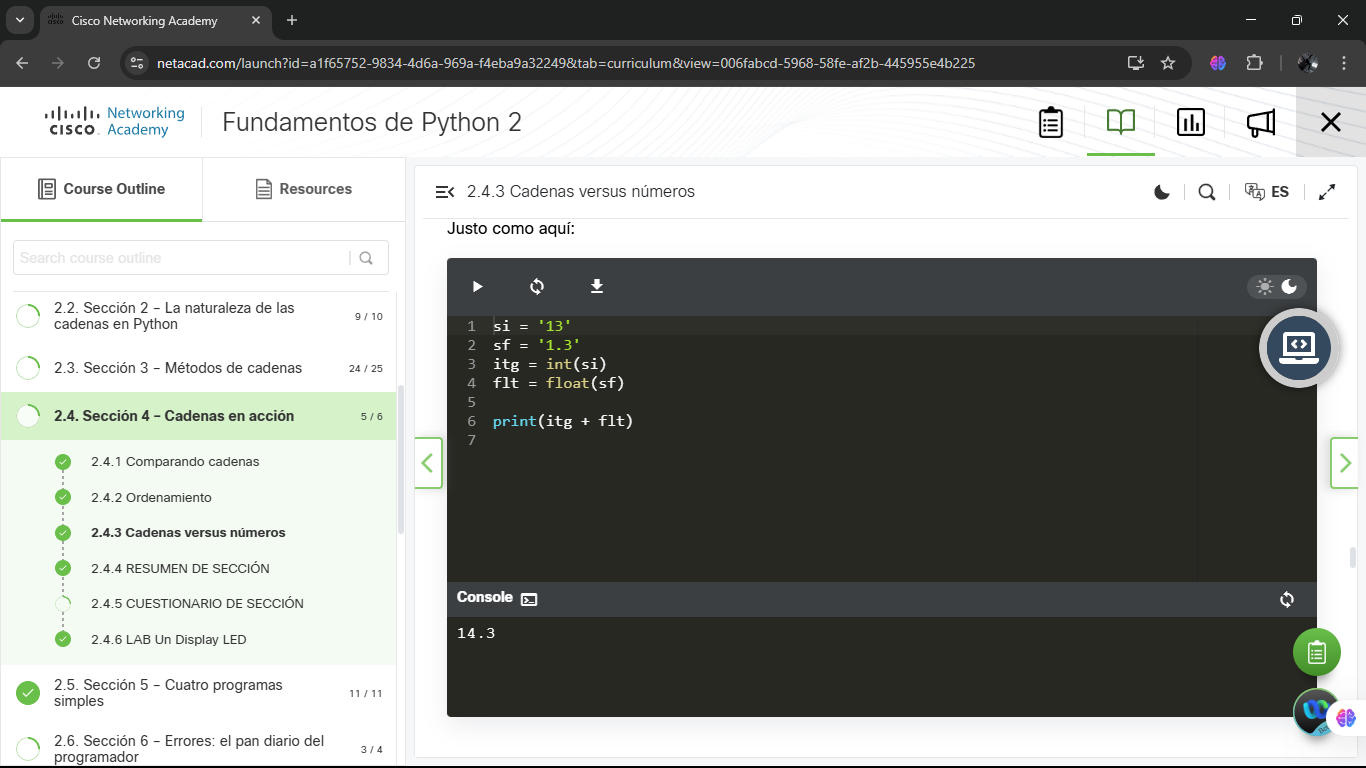 Cisco Networking Academy
netacad.com/launch?id=a1f65752-9834-4d6a-969a-f4eba9a32249&tab=curriculum&view=006fabcd-5968-58fe-af2b-445955e4b225
CISCO Networking Academy
Fundamentos de Python 2
Course Outline
Resources
Search course outline
2.2. Sección 2 – La naturaleza de las
cadenas en Python
9 / 10
2.3. Sección 3 – Métodos de cadenas
24 / 25
2.4. Sección 4 – Cadenas en acción
5 / 6
2.4.1 Comparando cadenas
2.4.2 Ordenamiento
2.4.3 Cadenas versus números
2.4.4 RESUMEN DE SECCIÓN
2.4.5 CUESTIONARIO DE SECCIÓN
2.4.6 LAB Un Display LED
2.5. Sección 5 – Cuatro programas
simples
11 / 11
2.6. Sección 6 – Errores: el pan diario del
programador
3 / 4
2.4.3 Cadenas versus números
ES
Justo como aquí:
1 si = '13'
2 sf = '1.3'
3 itg = int(si)
4 flt = float(sf)
5
6 print(itg + flt)
7
Console
14.3